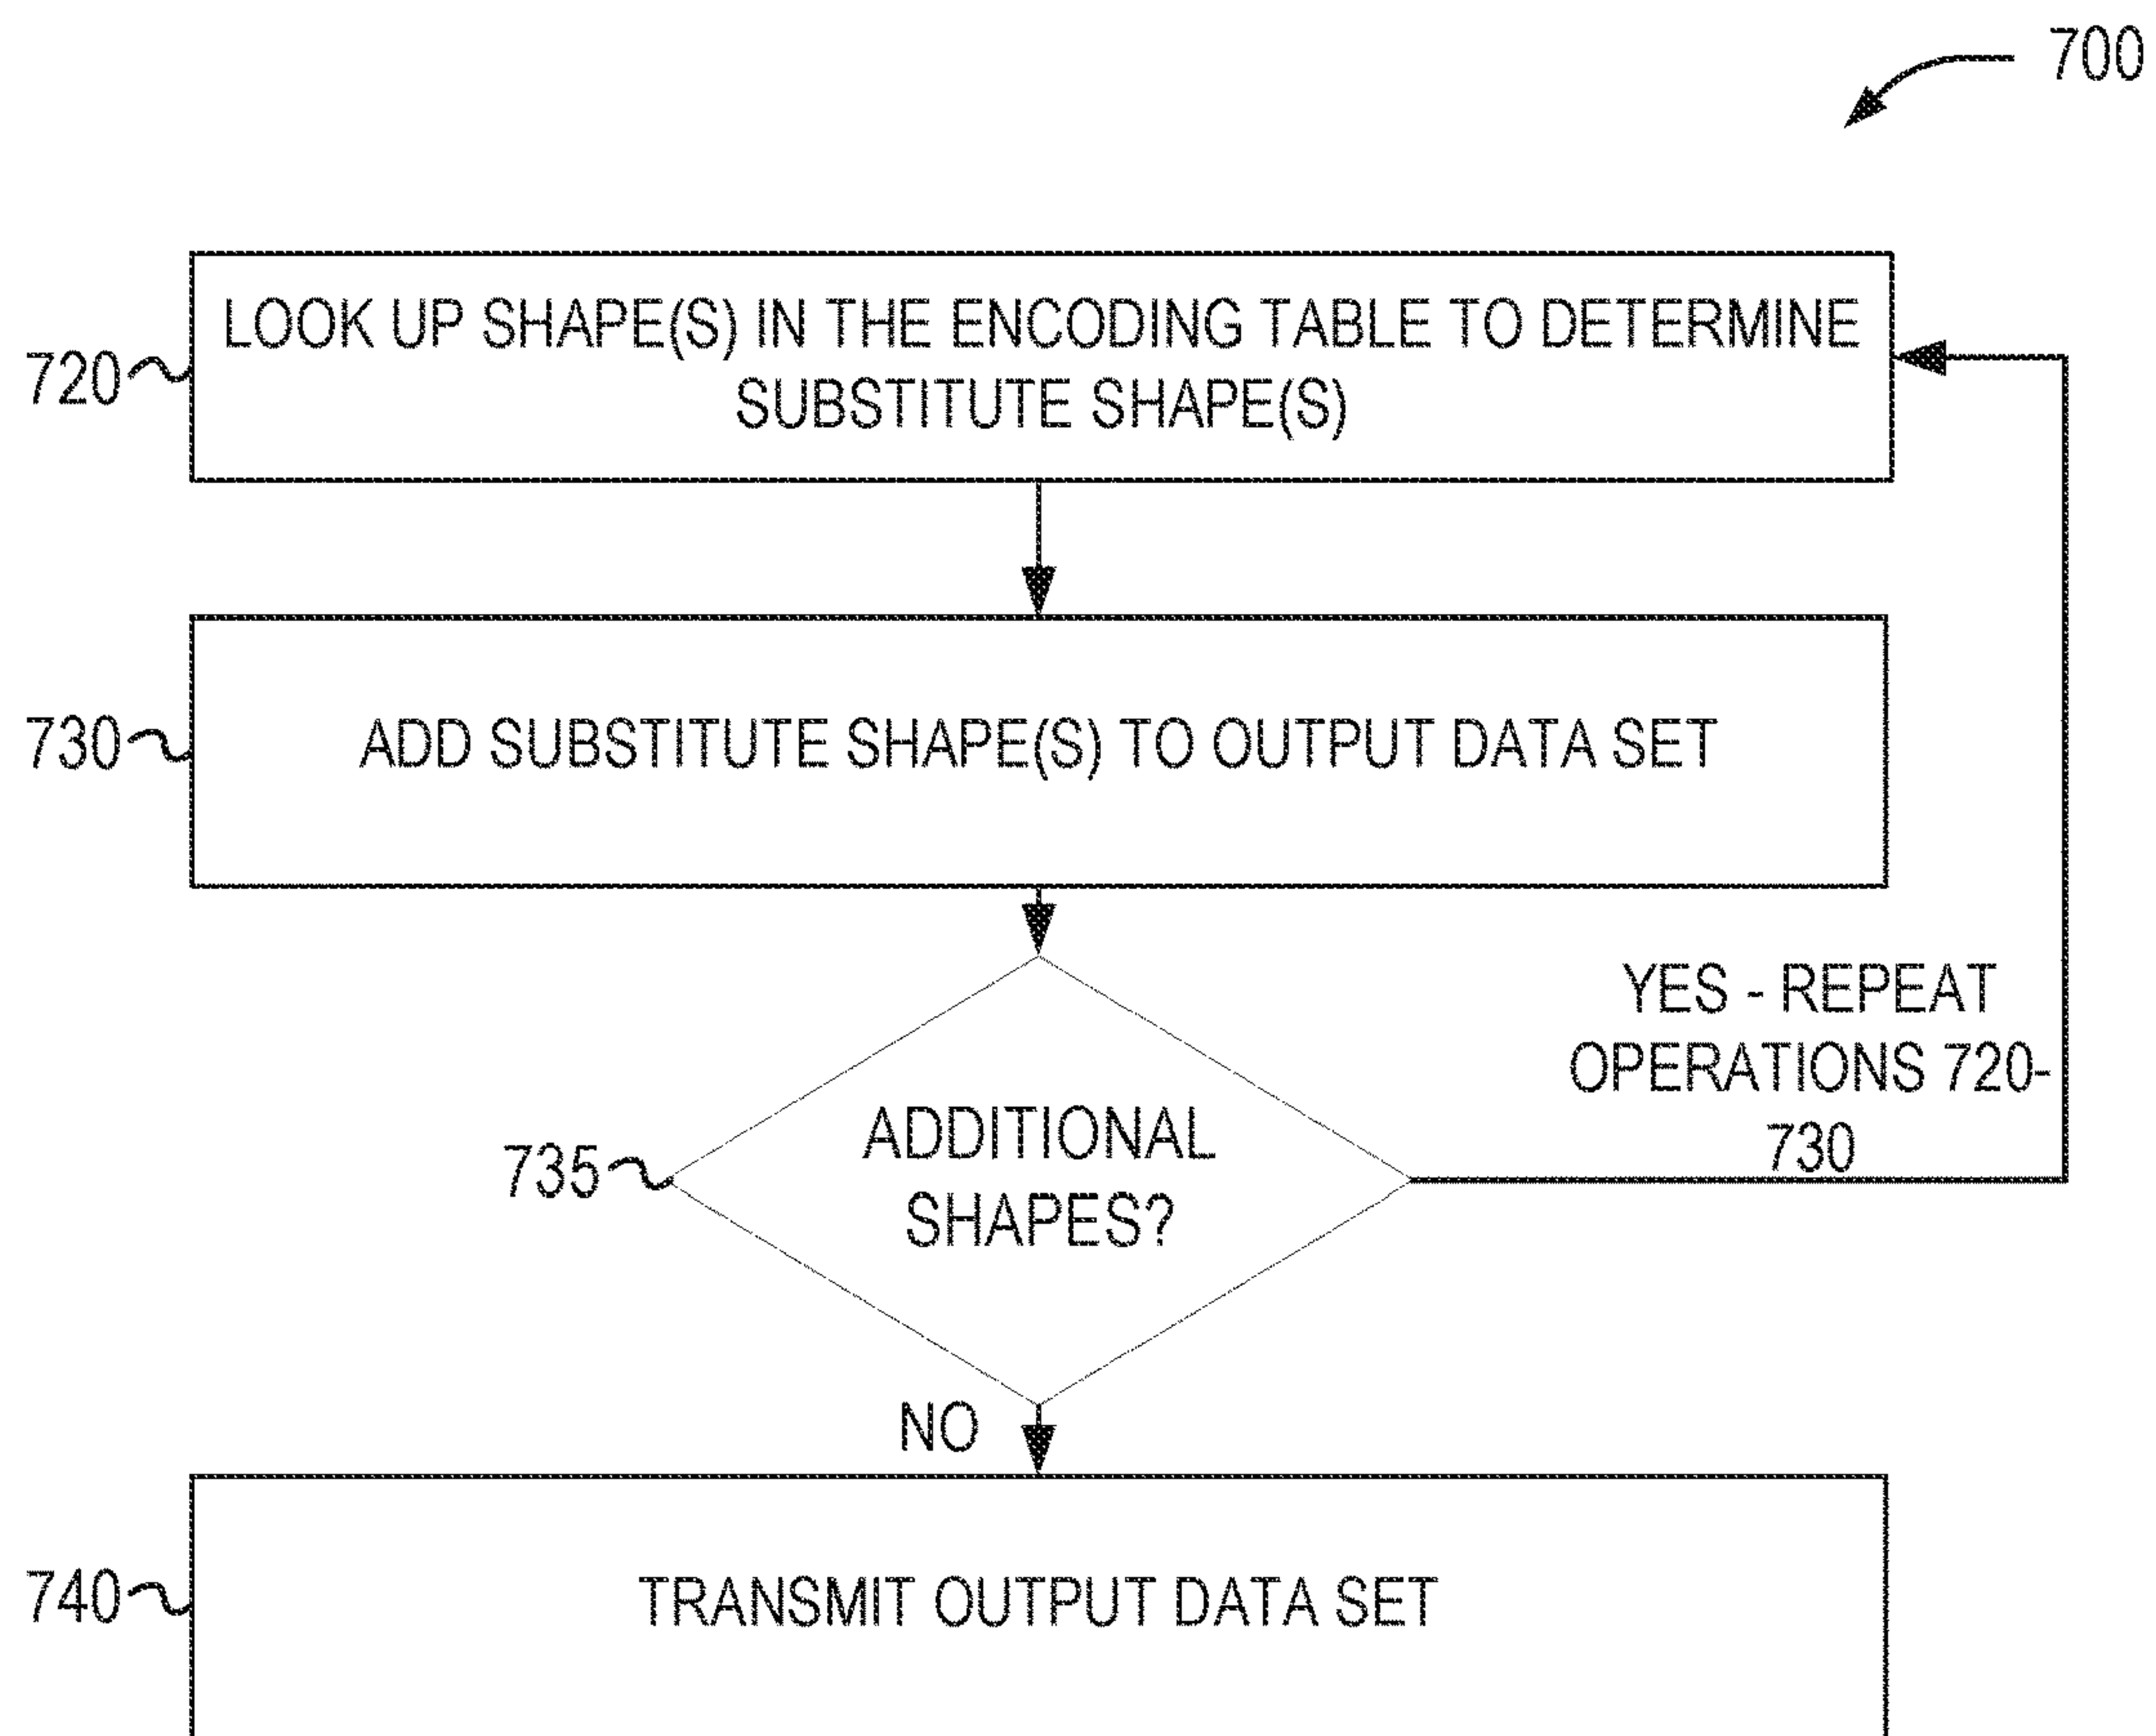 700
LOOK UP SHAPE(S) IN THE ENCODING TABLE TO DETERMINE
SUBSTITUTE SHAPE(S)
720
730
ADD SUBSTITUTE SHAPE(S) TO OUTPUT DATA SET
YES - REPEAT
OPERATIONS 720-
730
735
ADDITIONAL
SHAPES?
NO
740
TRANSMIT OUTPUT DATA SET